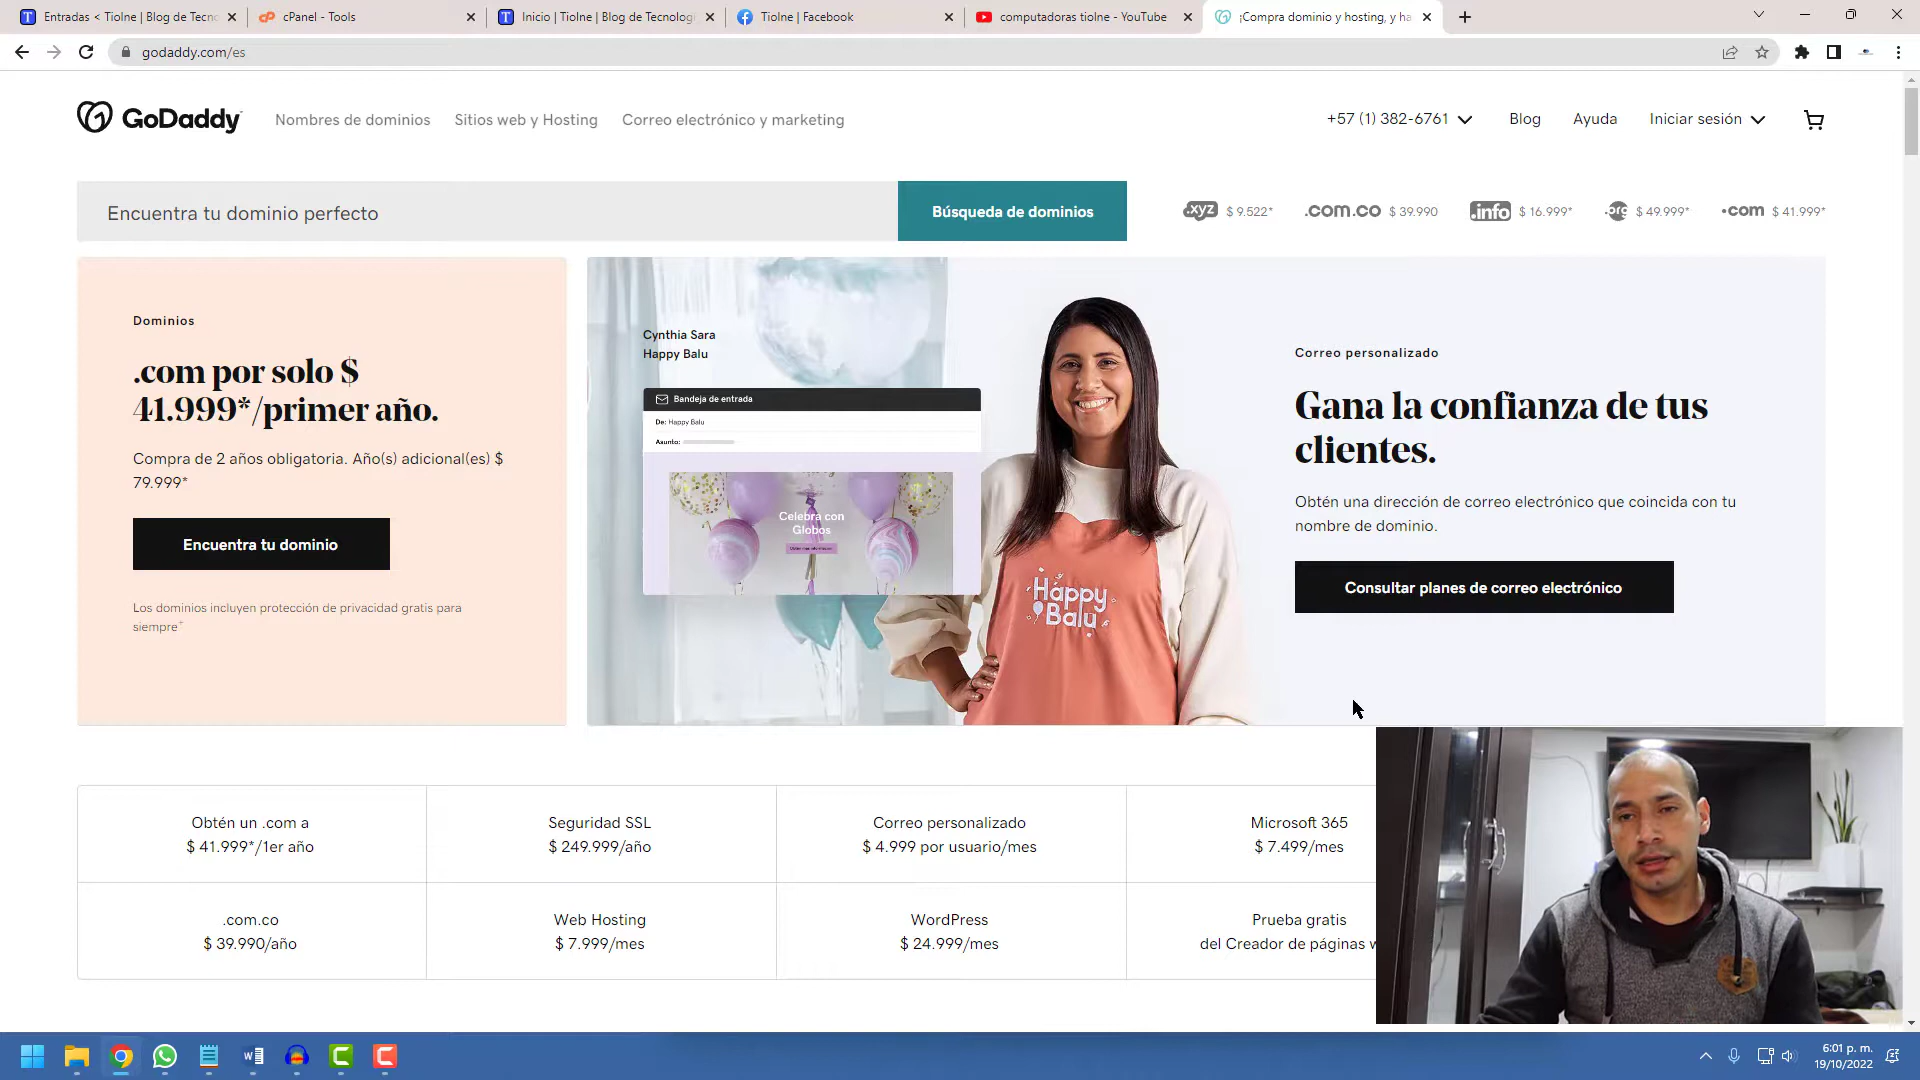 Entradas < TioIne | Blog de Tecno
cPanel - Tools
Inicio | TioIne | Blog de Tecnolog
TioIne | Facebook
computadoras tioIne - YouTube
¡Compra dominio y hosting, y ha
godaddy.com/es
GoDaddy
Nombres de dominios
Sitios web y Hosting
Correo electrónico y marketing
+57 (1) 382-6761
Blog
Ayuda
Iniciar sesión
Encuentra tu dominio perfecto
Búsqueda de dominios
.xyz $ 9.522*
.com.co $ 39.990
.info $ 16.999*
.org $ 49.999*
.com $ 41.999*
Dominios
.com por solo $
41.999*/primer año.
Compra de 2 años obligatoria. Año(s) adicional(es) $
79.999*
Encuentra tu dominio
Los dominios incluyen protección de privacidad gratis para
siempre+
Cynthia Sara
Happy Balu
Bandeja de entrada
De: Happy Balu
Asunto:
Celebra con
Globos
Happy
Balu
Correo personalizado
Gana la confianza de tus
clientes.
Obtén una dirección de correo electrónico que coincida con tu
nombre de dominio.
Consultar planes de correo electrónico
Obtén un .com a
$ 41.999*/1er año
Seguridad SSL
$ 249.999/año
Correo personalizado
$ 4.999 por usuario/mes
Microsoft 365
$ 7.499/mes
.com.co
$ 39.990/año
Web Hosting
$ 7.999/mes
WordPress
$ 24.999/mes
Prueba gratis
del Creador de páginas w
6:01 p. m.
19/10/2022